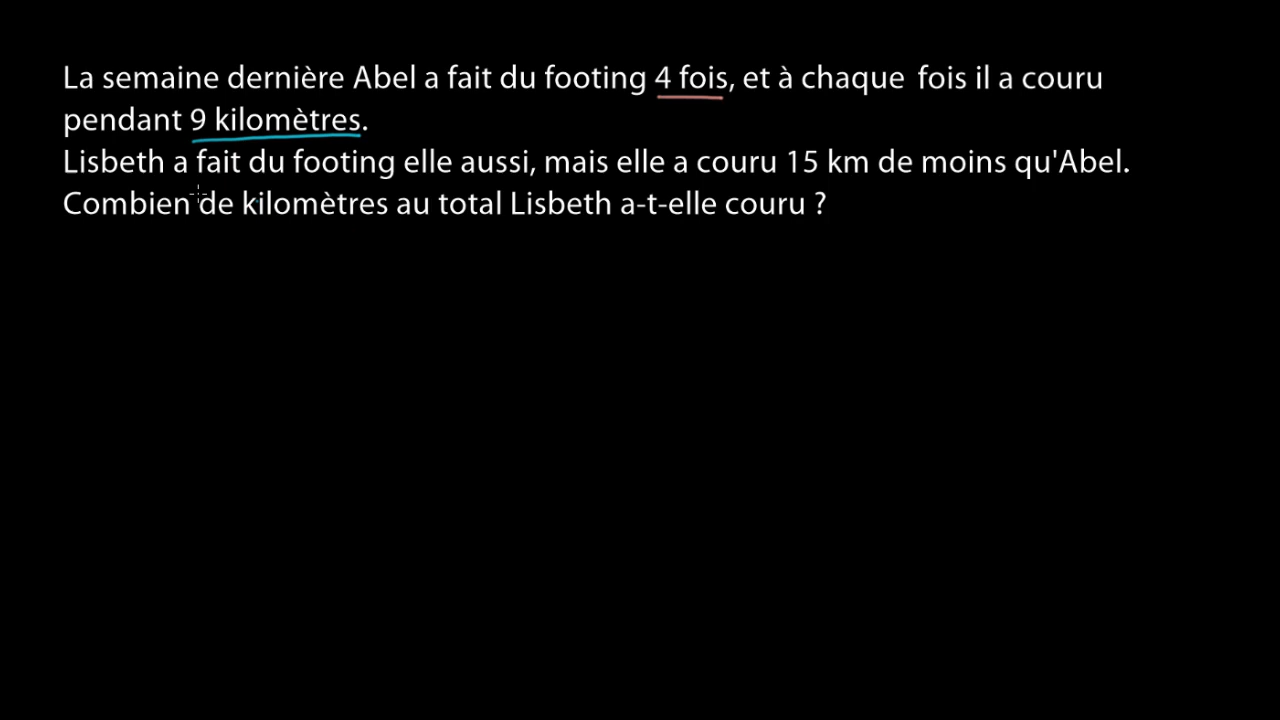 La semaine dernière Abel a fait du footing 4 fois, et à chaque fois il a couru
pendant 9 kilomètres.
Lisbeth a fait du footing elle aussi, mais elle a couru 15 km de moins qu'Abel.
Combien de kilomètres au total Lisbeth a-t-elle couru ?